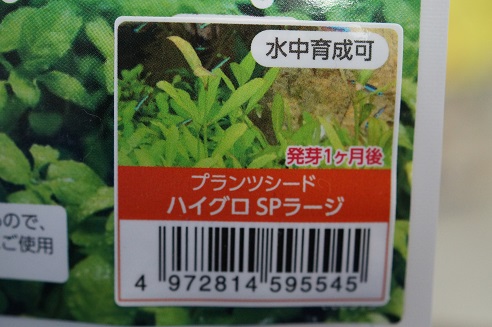 水中育成可
発芽1ヶ月後
プランツシード
ハイグロ SPラージ
もので、
ご使用
4 972814 595545